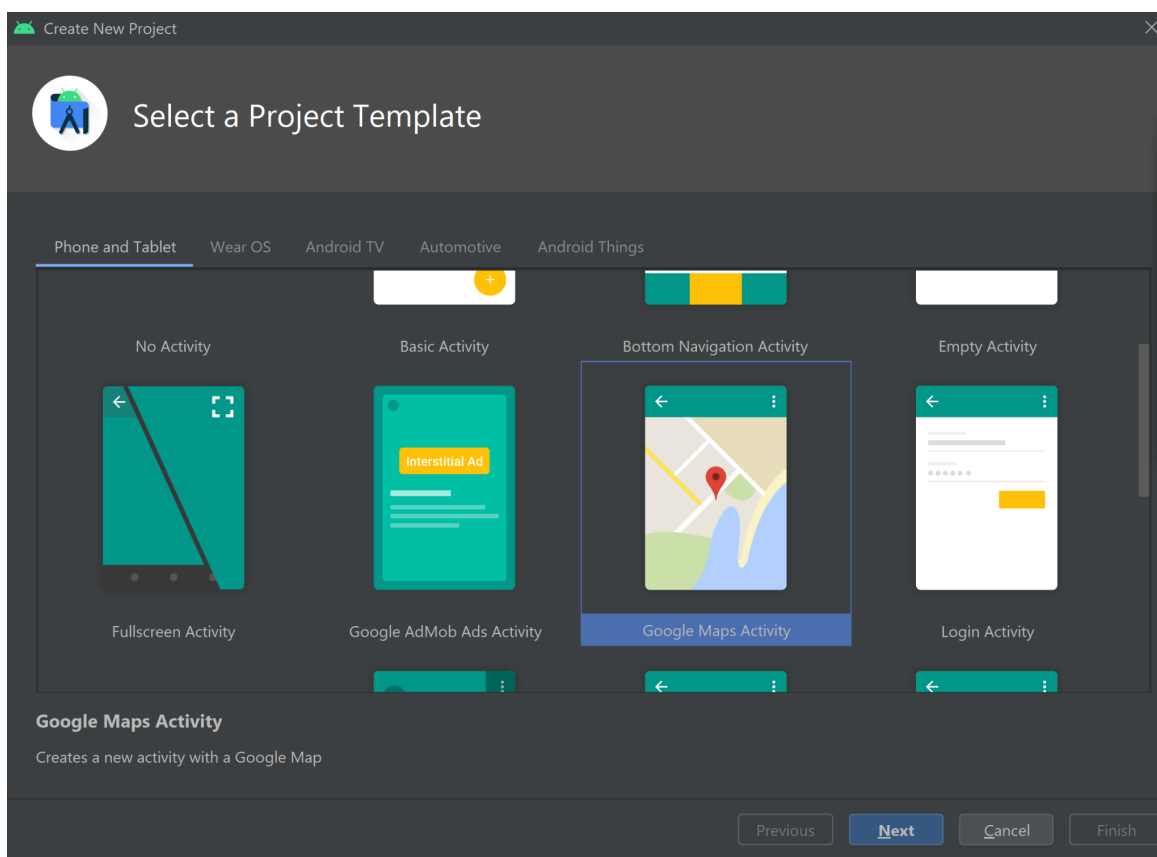 Create New Project
Select a Project Template
Phone and Tablet Wear OS Android TV Automotive Android Things
No Activity Basic Activity Bottom Navigation Activity Empty Activity
Interstitial Ad
Fullscreen Activity Google AdMob Ads Activity Google Maps Activity Login Activity
Google Maps Activity
Creates a new activity with a Google Map
Previous Next Cancel Finish